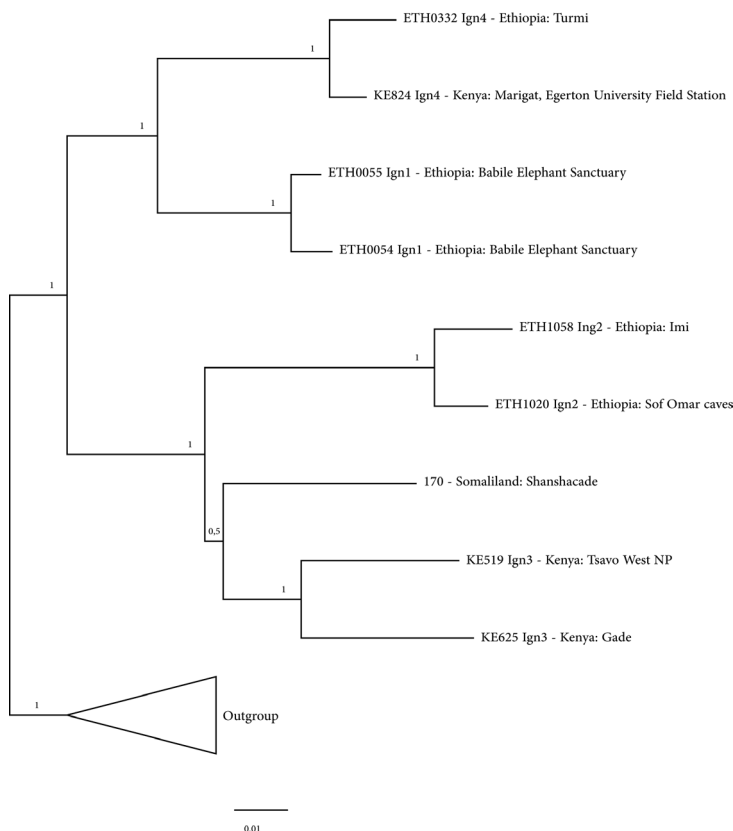 ETH0332 Ign4 - Ethiopia: Turmi
1
KE824 Ign4 - Kenya: Marigat, Egerton University Field Station
1
ETH0055 Ign1 - Ethiopia: Babile Elephant Sanctuary
1
ETH0054 Ign1 - Ethiopia: Babile Elephant Sanctuary
1
ETH1058 Ing2 - Ethiopia: Imi
1
ETH1020 Ign2 - Ethiopia: Sof Omar caves
1
170 - Somaliland: Shanshacade
0,5
KE519 Ign3 - Kenya: Tsavo West NP
1
KE625 Ign3 - Kenya: Gade
1
Outgroup
0.01